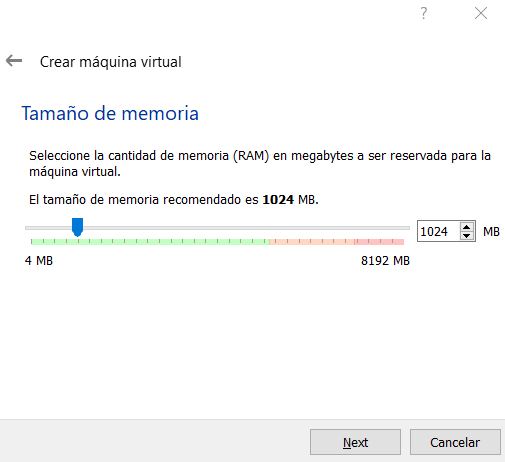 ?
Crear máquina virtual
Tamaño de memoria
Seleccione la cantidad de memoria (RAM) en megabytes a ser reservada para la
máquina virtual.
El tamaño de memoria recomendado es 1024 MB.
1024 MB
4 MB 8192 MB
Next Cancelar